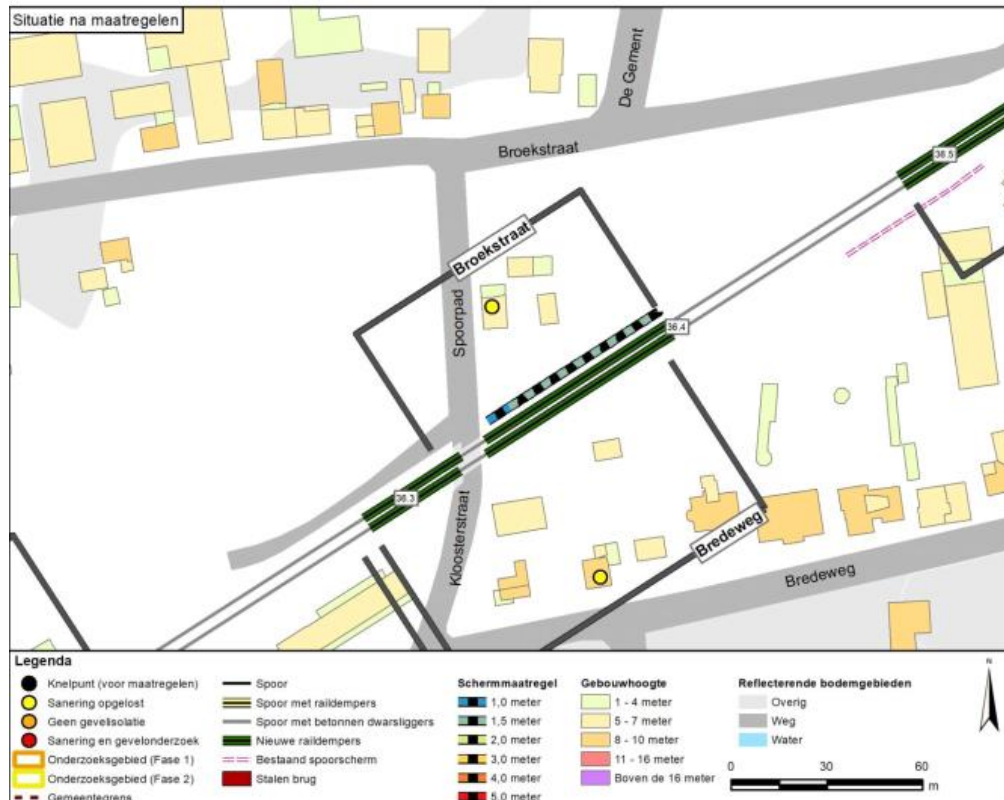 Situatie na maatregelen
De Gement
Broekstraat
36.5
Broekstraat
Spoorpad
36.4
36.3
Kloosterstraat
Bredeweg
Bredeweg
Legenda
Knelpunt (voor maatregelen)
Sanering opgelost
Geen gevelisolatie
Sanering en gevelonderzoek
Onderzoeksgebied (Fase 1)
Onderzoeksgebied (Fase 2)
Gemeentegrens
Spoor
Spoor met raildempers
Spoor met betonnen dwarsliggers
Nieuwe raildempers
Bestaand spoorscherm
Stalen brug
Schermmaatregel
1,0 meter
1,5 meter
2,0 meter
3,0 meter
4,0 meter
5,0 meter
Gebouwhoogte
1 - 4 meter
5 - 7 meter
8 - 10 meter
11 - 16 meter
Boven de 16 meter
Reflecterende bodemgebieden
Overig
Weg
Water
N
0 30 60
m